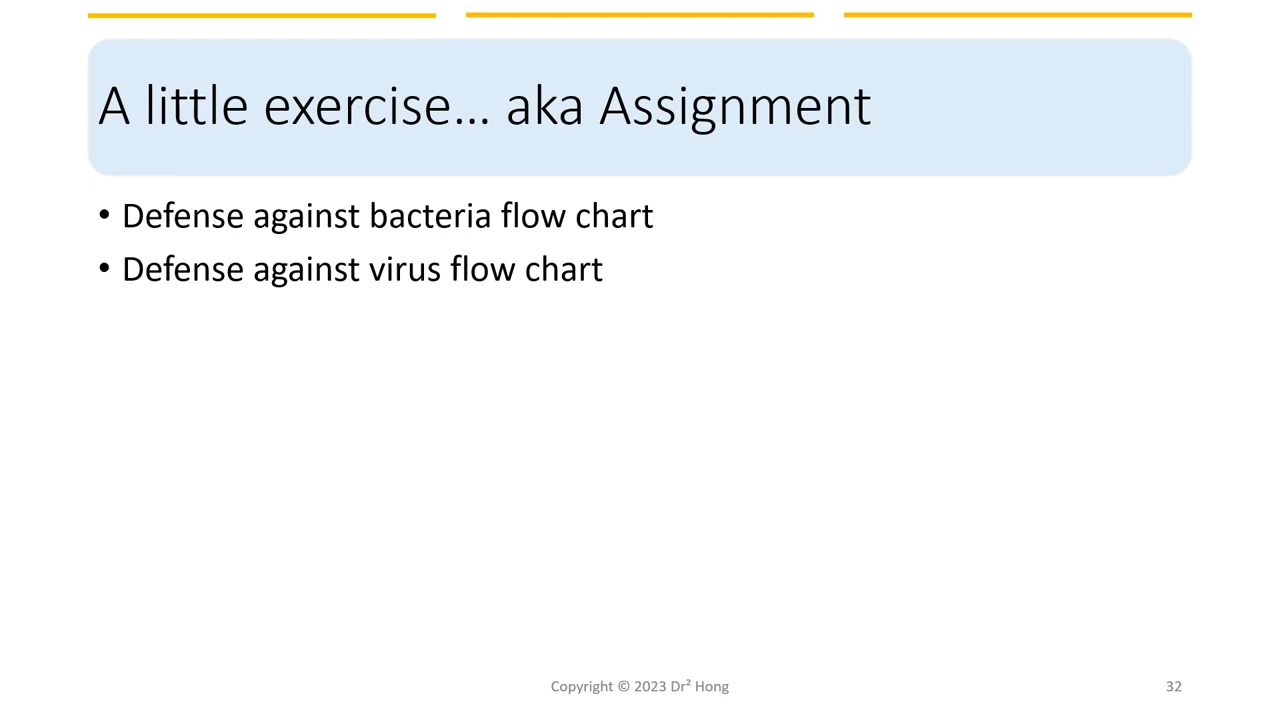 A little exercise… aka Assignment
• Defense against bacteria flow chart
• Defense against virus flow chart
Copyright © 2023 Dr² Hong
32